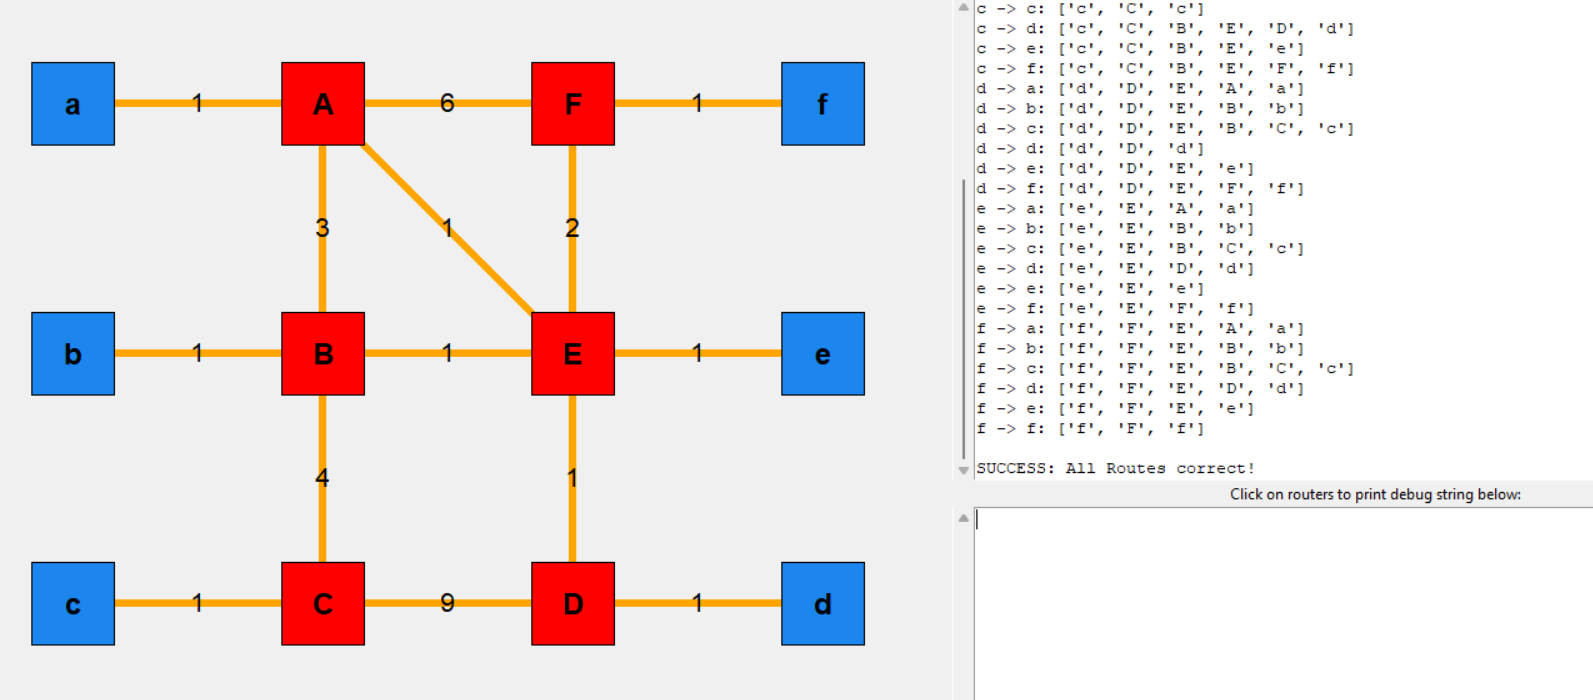 a 1 A 6 F 1 f
3 1 2
b 1 B 1 E 1 e
4 1
c 1 C 9 D 1 d
c -> c: ['c', 'C', 'c']
c -> d: ['c', 'C', 'B', 'E', 'D', 'd']
c -> e: ['c', 'C', 'B', 'E', 'e']
c -> f: ['c', 'C', 'B', 'E', 'F', 'f']
d -> a: ['d', 'D', 'E', 'A', 'a']
d -> b: ['d', 'D', 'E', 'B', 'b']
d -> c: ['d', 'D', 'E', 'B', 'C', 'c']
d -> d: ['d', 'D', 'd']
d -> e: ['d', 'D', 'E', 'e']
d -> f: ['d', 'D', 'E', 'F', 'f']
e -> a: ['e', 'E', 'A', 'a']
e -> b: ['e', 'E', 'B', 'b']
e -> c: ['e', 'E', 'B', 'C', 'c']
e -> d: ['e', 'E', 'D', 'd']
e -> e: ['e', 'E', 'e']
e -> f: ['e', 'E', 'F', 'f']
f -> a: ['f', 'F', 'E', 'A', 'a']
f -> b: ['f', 'F', 'E', 'B', 'b']
f -> c: ['f', 'F', 'E', 'B', 'C', 'c']
f -> d: ['f', 'F', 'E', 'D', 'd']
f -> e: ['f', 'F', 'E', 'e']
f -> f: ['f', 'F', 'f']
SUCCESS: All Routes correct!
Click on routers to print debug string below: